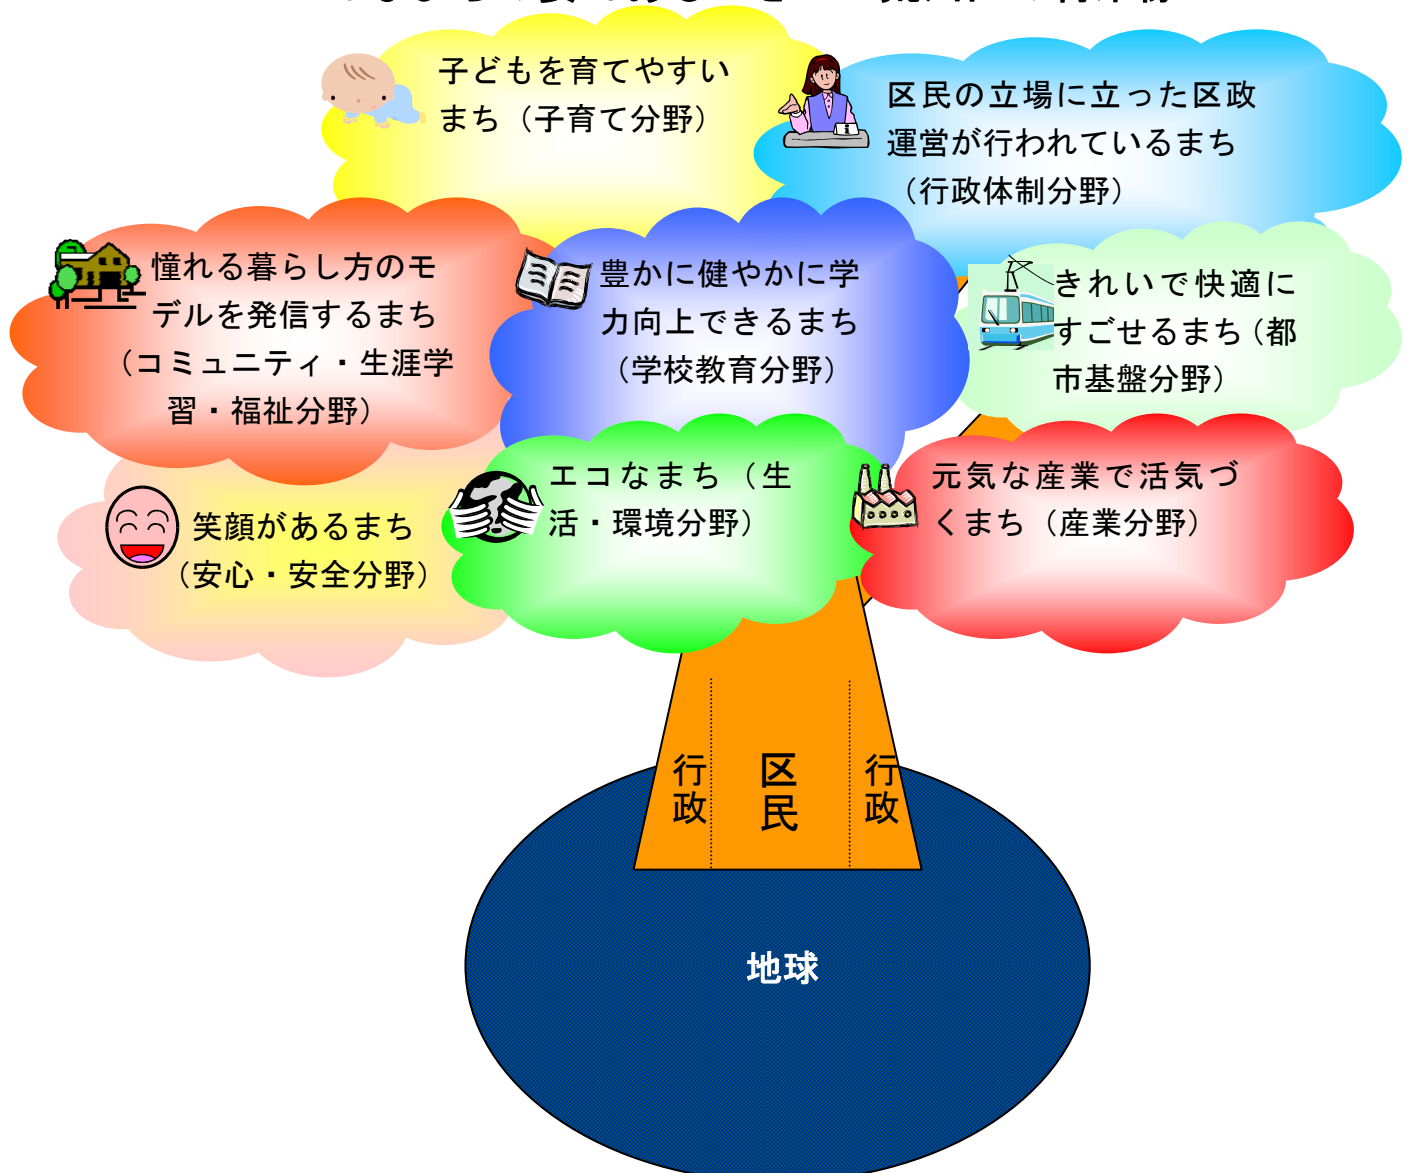 子どもを育てやすい
まち（子育て分野）
区民の立場に立った区政
運営が行われているまち
（行政体制分野）
憧れる暮らし方のモ
デルを発信するまち
（コミュニティ・生涯学
習・福祉分野）
豊かに健やかに学
力向上できるまち
（学校教育分野）
きれいで快適に
すごせるまち（都
市基盤分野）
笑顔があるまち
（安心・安全分野）
エコなまち（生
活・環境分野）
元気な産業で活気づ
くまち（産業分野）
行政
区民
行政
地球